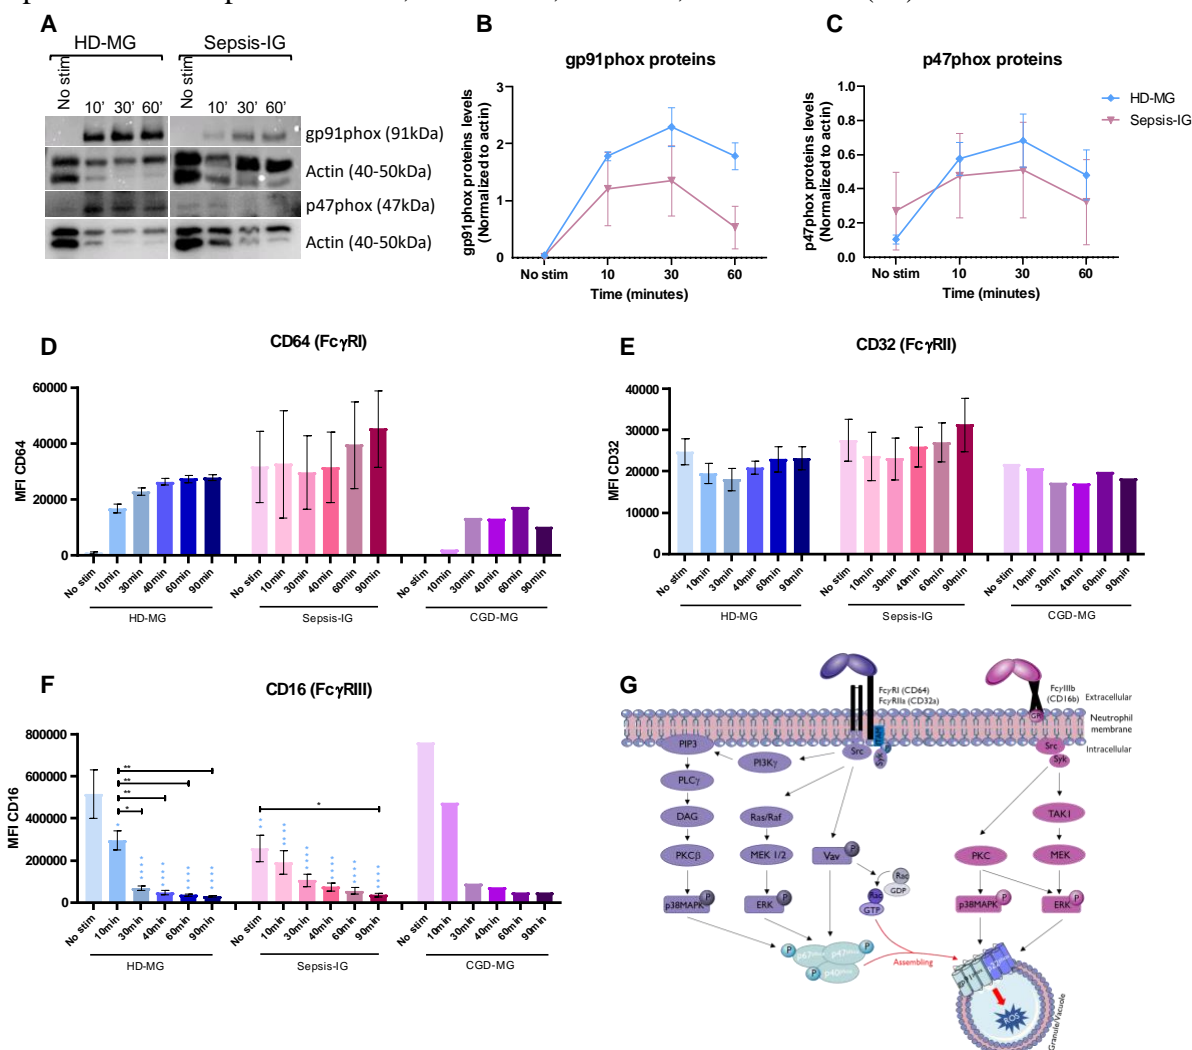 A
HD-MG
Sepsis-IG
No stim
10’
30’
60’
No stim
10’
30’
60’
gp91phox (91kDa)
Actin (40-50kDa)
p47phox (47kDa)
Actin (40-50kDa)
B
gp91phox proteins
gp91phox proteins levels
(Normalized to actin)
3
2
1
0
No stim
10
30
60
Time (minutes)
C
p47phox proteins
p47phox proteins levels
(Normalized to actin)
1.0
0.8
0.6
0.4
0.2
0.0
No stim
10
30
60
Time (minutes)
HD-MG
Sepsis-IG
D
CD64 (FcγRI)
MFI CD64
60000
40000
20000
0
No stim 10min 30min 40min 60min 90min
No stim 10min 30min 40min 60min 90min
No stim 10min 30min 40min 60min 90min
HD-MG
Sepsis-IG
CGD-MG
E
CD32 (FcγRII)
MFI CD32
40000
30000
20000
10000
0
No stim 10min 30min 40min 60min 90min
No stim 10min 30min 40min 60min 90min
No stim 10min 30min 40min 60min 90min
HD-MG
Sepsis-IG
CGD-MG
F
CD16 (FcγRIII)
MFI CD16
800000
600000
400000
200000
0
**
**
**
*
*
No stim 10min 30min 40min 60min 90min
No stim 10min 30min 40min 60min 90min
No stim 10min 30min 40min 60min 90min
HD-MG
Sepsis-IG
CGD-MG
G
FcγRI (CD64)
FcγRIIa (CD32a)
FcγIIIb
(CD16b)
Extracellular
Neutrophil
membrane
Intracellular
PIP3
PI3Kγ
Src
Syk
Src
Syk
PLCγ
DAG
Ras/Raf
TAK1
PKCβ
MEK 1/2
Vav
P
Rac
GDP
PKC
MEK
p38MAPK
P
ERK
P
Rac
GTP
p38MAPK
P
ERK
P
P
p67phox
p47phox
P
p40phox
P
Assembling
ROS
Granule/Vacuole